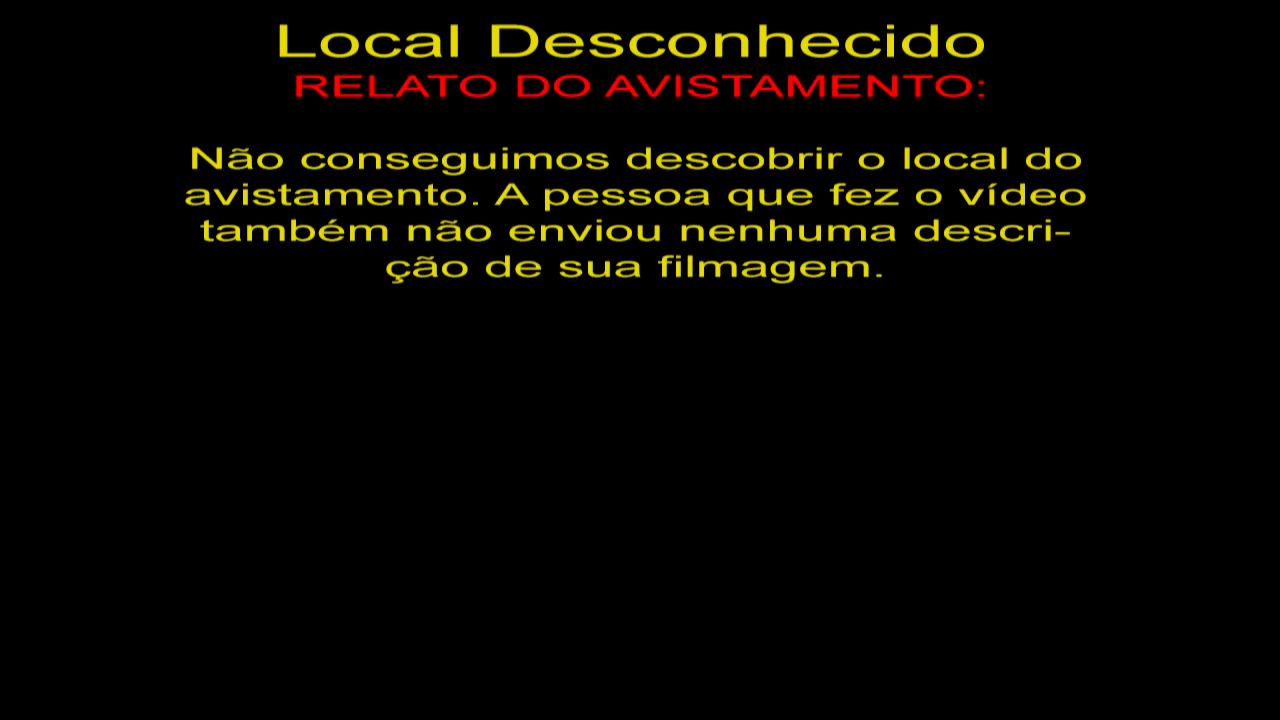 Local Desconhecido
RELATO DO AVISTAMENTO:
Não conseguimos descobrir o local do
avistamento. A pessoa que fez o vídeo
também não enviou nenhuma descri-
ção de sua filmagem.